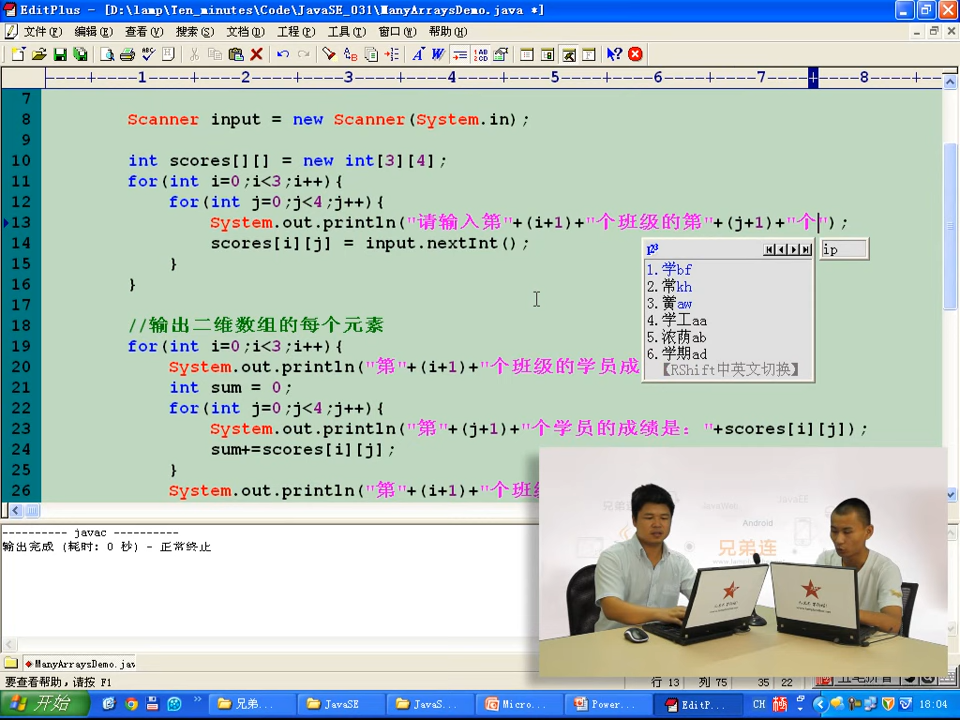 EditPlus - [D:\lamp\Ten_minutes\Code\JavaSE_031\ManyArraysDemo.java *]
文件(F) 编辑(E) 查看(V) 搜索(S) 文档(D) 工程(P) 工具(T) 窗口(W) 帮助(H)
----+----1----+----2----+----3----+----4----+----5----+----6----+----7----+----8----+-
7
8 Scanner input = new Scanner(System.in);
9
10 int scores[][] = new int[3][4];
11 for(int i=0;i<3;i++){
12 for(int j=0;j<4;j++){
13 System.out.println("请输入第"+(i+1)+"个班级的第"+(j+1)+"个");
14 scores[i][j] = input.nextInt();
15 }
16 }
17
18 //输出二维数组的每个元素
19 for(int i=0;i<3;i++){
20 System.out.println("第"+(i+1)+"个班级的学员成
21 int sum = 0;
22 for(int j=0;j<4;j++){
23 System.out.println("第"+(j+1)+"个学员的成绩是："+scores[i][j]);
24 sum+=scores[i][j];
25 }
26 System.out.println("第"+(i+1)+"个班
ip
1.学bf
2.常kh
3.黉aw
4.学工aa
5.浓荫ab
6.学期ad
【RShift中英文切换】
---------- javac ----------
输出完成 (耗时: 0 秒) - 正常终止
JavaWeb
JavaEE
Android
兄弟连
ManyArraysDemo.jav
要查看帮助，请按 F1
行 13 列 75 35 22
开始
兄弟...
JavaSE
JavaS...
Micro...
Power...
EditP...
CH
18:04